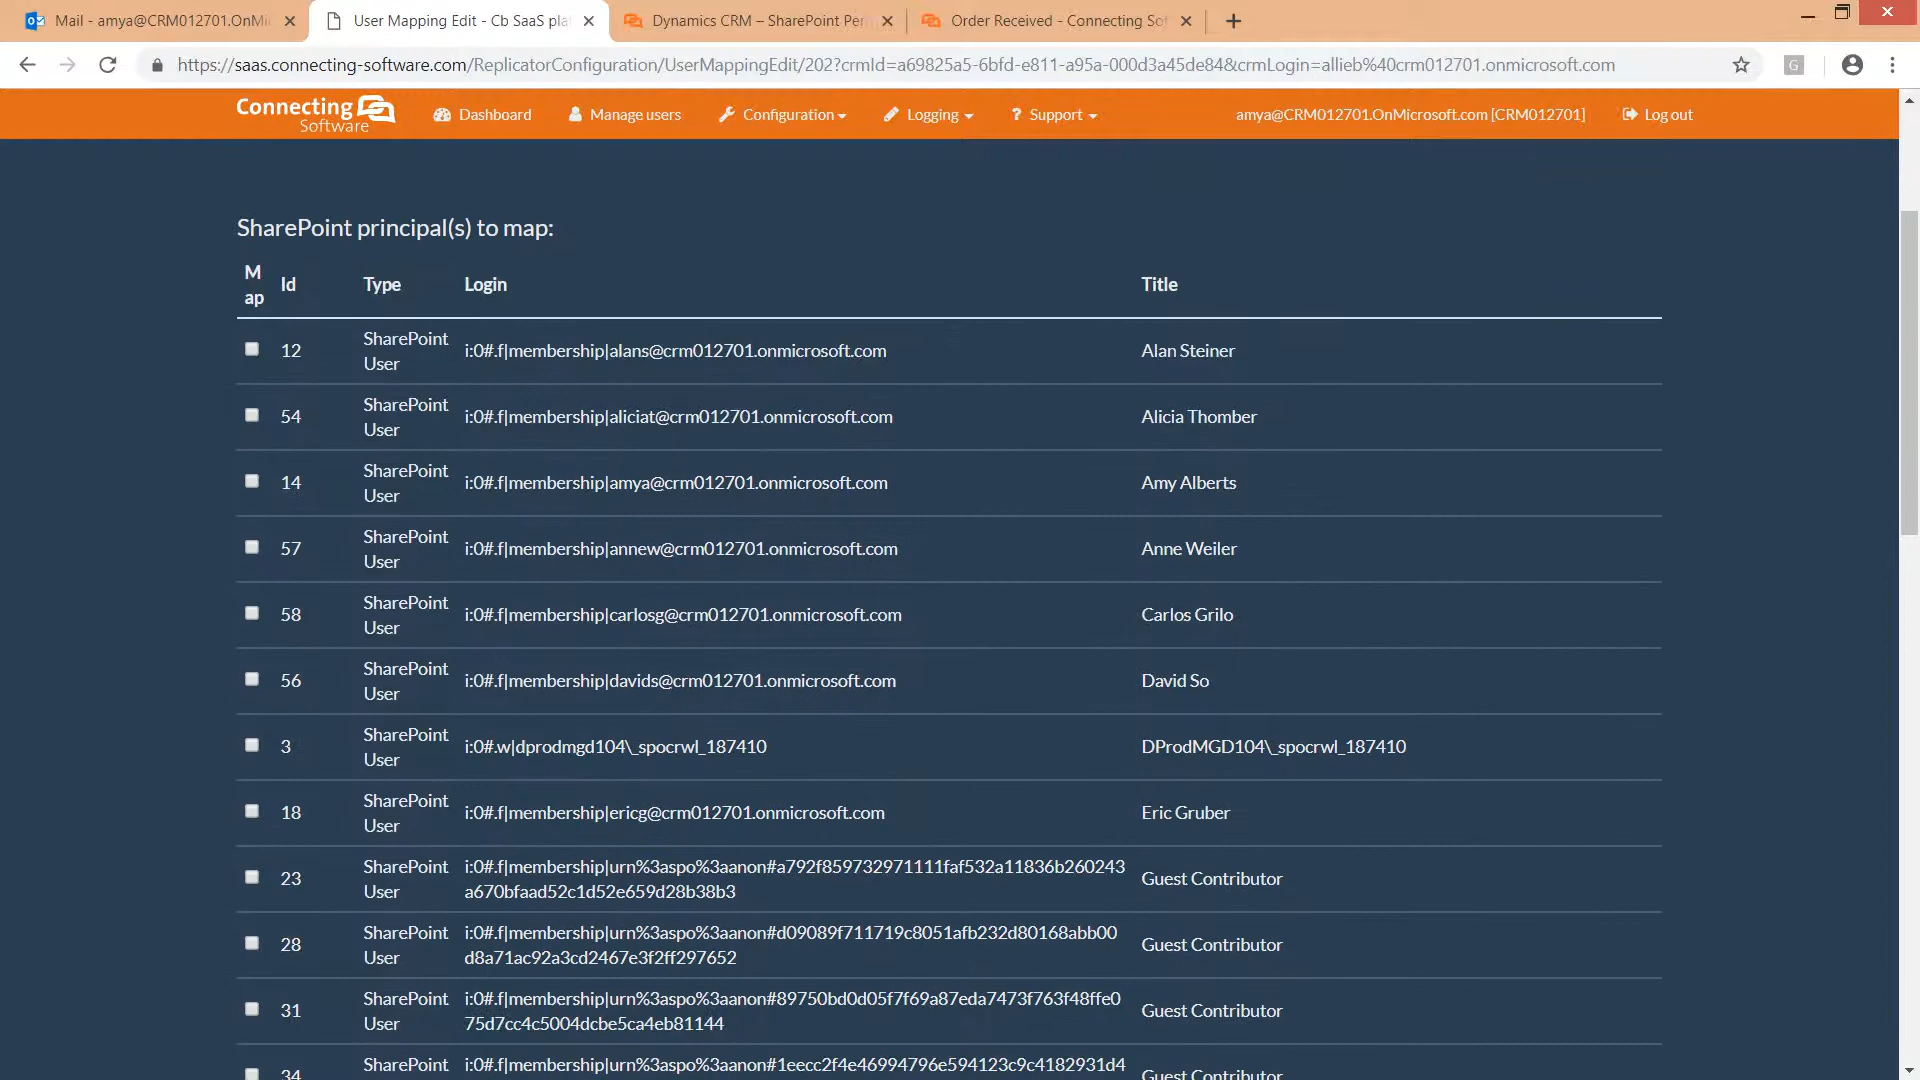 Mail - amya@CRM012701.OnMi
User Mapping Edit - Cb SaaS pla
Dynamics CRM – SharePoint Per
Order Received - Connecting Sof
https://saas.connecting-software.com/ReplicatorConfiguration/UserMappingEdit/202?crmId=a69825a5-6bfd-e811-a95a-000d3a45de84&crmLogin=allieb%40crm012701.onmicrosoft.com
G
Connecting
Software
Dashboard
Manage users
Configuration
Logging
? Support
amya@CRM012701.OnMicrosoft.com [CRM012701]
Log out
SharePoint principal(s) to map:
M
ap
Id
Type
Login
Title
12
SharePoint
User
i:0#.f|membership|alans@crm012701.onmicrosoft.com
Alan Steiner
54
SharePoint
User
i:0#.f|membership|aliciat@crm012701.onmicrosoft.com
Alicia Thomber
14
SharePoint
User
i:0#.f|membership|amya@crm012701.onmicrosoft.com
Amy Alberts
57
SharePoint
User
i:0#.f|membership|annew@crm012701.onmicrosoft.com
Anne Weiler
58
SharePoint
User
i:0#.f|membership|carlosg@crm012701.onmicrosoft.com
Carlos Grilo
56
SharePoint
User
i:0#.f|membership|davids@crm012701.onmicrosoft.com
David So
3
SharePoint
User
i:0#.w|dprodmgd104\_spocrwl_187410
DProdMGD104\_spocrwl_187410
18
SharePoint
User
i:0#.f|membership|ericg@crm012701.onmicrosoft.com
Eric Gruber
23
SharePoint
User
i:0#.f|membership|urn%3aspo%3aanon#a792f859732971111faf532a11836b260243
a670bfaad52c1d52e659d28b38b3
Guest Contributor
28
SharePoint
User
i:0#.f|membership|urn%3aspo%3aanon#d09089f711719c8051afb232d80168abb00
d8a71ac92a3cd2467e3f2ff297652
Guest Contributor
31
SharePoint
User
i:0#.f|membership|urn%3aspo%3aanon#89750bd0d05f7f69a87eda7473f763f48ffe0
75d7cc4c5004dcbe5ca4eb81144
Guest Contributor
34
SharePoint
i:0#.f|membership|urn%3aspo%3aanon#1eecc2f4e46994796e594123c9c4182931d4
Guest Contributor